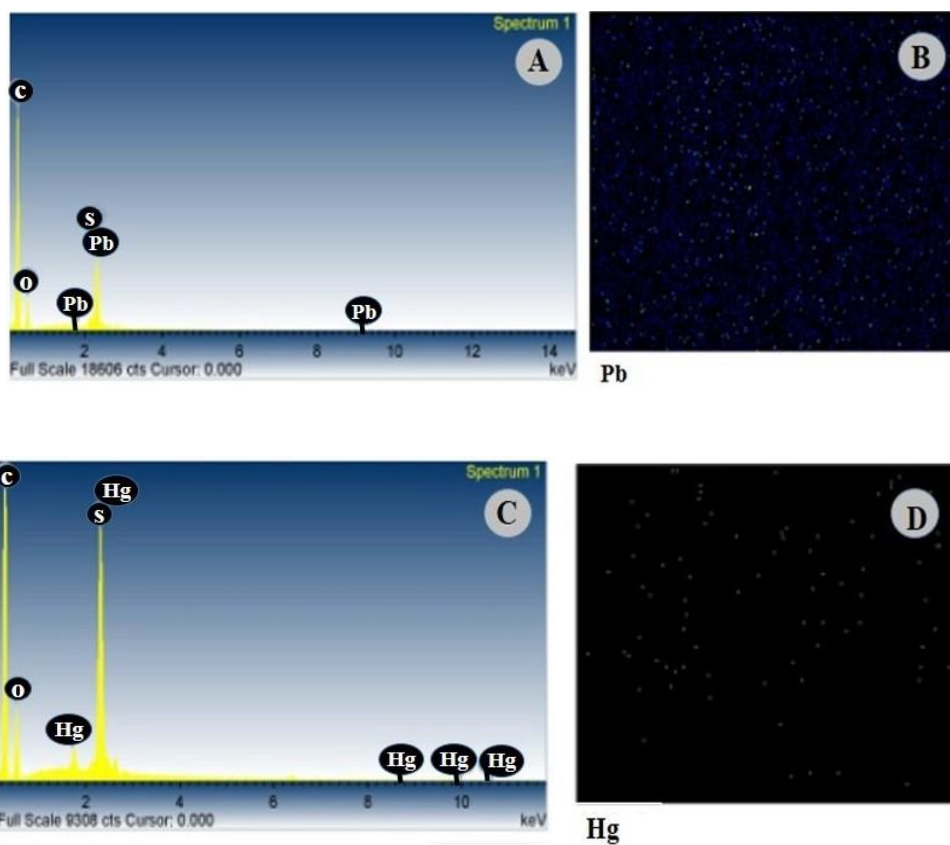 Spectrum 1
A
B
c
s
Pb
o
Pb
Pb
2 4 6 8 10 12 14
Full Scale 18606 cts Cursor: 0.000 keV
Pb
Spectrum 1
c
Hg
s
C
D
o
Hg
Hg Hg Hg
2 4 6 8 10
Full Scale 9308 cts Cursor: 0.000 keV
Hg